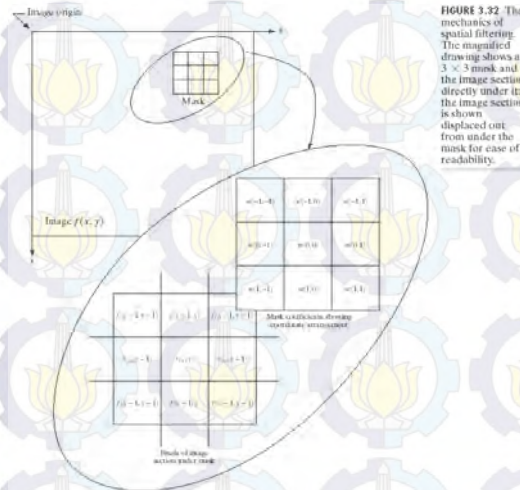 Image origin
y
Mask
Image f(x, y)
x
w(−1,−1) w(−1,0) w(−1,1)
w(0,−1) w(0,0) w(0,1)
w(1,−1) w(1,0) w(1,1)
Mask coefficients showing
coordinate arrangement
f(x − 1, y − 1) f(x − 1, y) f(x − 1, y + 1)
f(x, y − 1) f(x, y) f(x, y + 1)
f(x + 1, y − 1) f(x + 1, y) f(x + 1, y + 1)
Pixels of image
section under mask
FIGURE 3.32 The
mechanics of
spatial filtering.
The magnified
drawing shows a
3 × 3 mask and
the image section
directly under it;
the image section
is shown
displaced out
from under the
mask for ease of
readability.